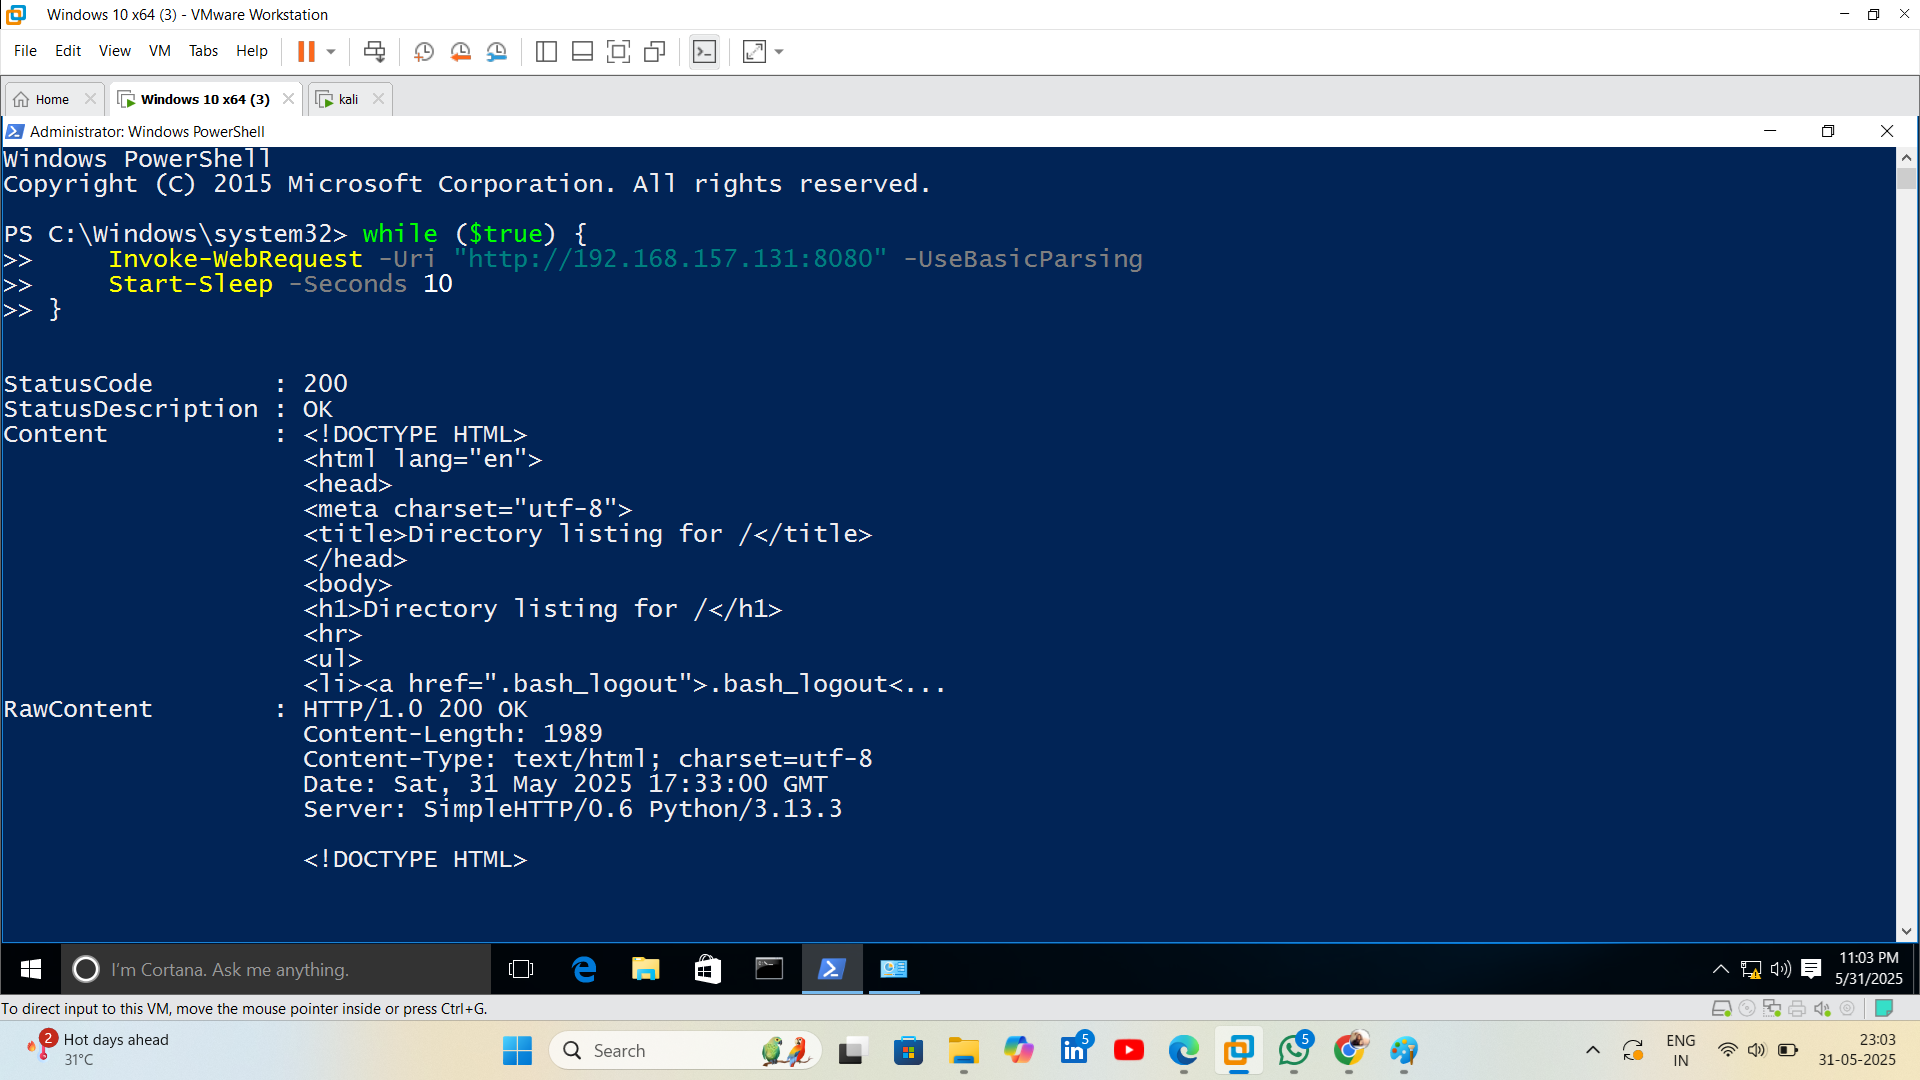 Windows 10 x64 (3) - VMware Workstation
File Edit View VM Tabs Help
Home Windows 10 x64 (3) kali
Administrator: Windows PowerShell
Windows PowerShell
Copyright (C) 2015 Microsoft Corporation. All rights reserved.
PS C:\Windows\system32> while ($true) {
>>     Invoke-WebRequest -Uri "http://192.168.157.131:8080" -UseBasicParsing
>>     Start-Sleep -Seconds 10
>> }
StatusCode        : 200
StatusDescription : OK
Content           : <!DOCTYPE HTML>
<html lang="en">
<head>
<meta charset="utf-8">
<title>Directory listing for /</title>
</head>
<body>
<h1>Directory listing for /</h1>
<hr>
<ul>
<li><a href=".bash_logout">.bash_logout<...
RawContent        : HTTP/1.0 200 OK
Content-Length: 1989
Content-Type: text/html; charset=utf-8
Date: Sat, 31 May 2025 17:33:00 GMT
Server: SimpleHTTP/0.6 Python/3.13.3
<!DOCTYPE HTML>
I'm Cortana. Ask me anything.
11:03 PM
5/31/2025
To direct input to this VM, move the mouse pointer inside or press Ctrl+G.
2
Hot days ahead
31°C
Search
5
5
ENG
IN
23:03
31-05-2025